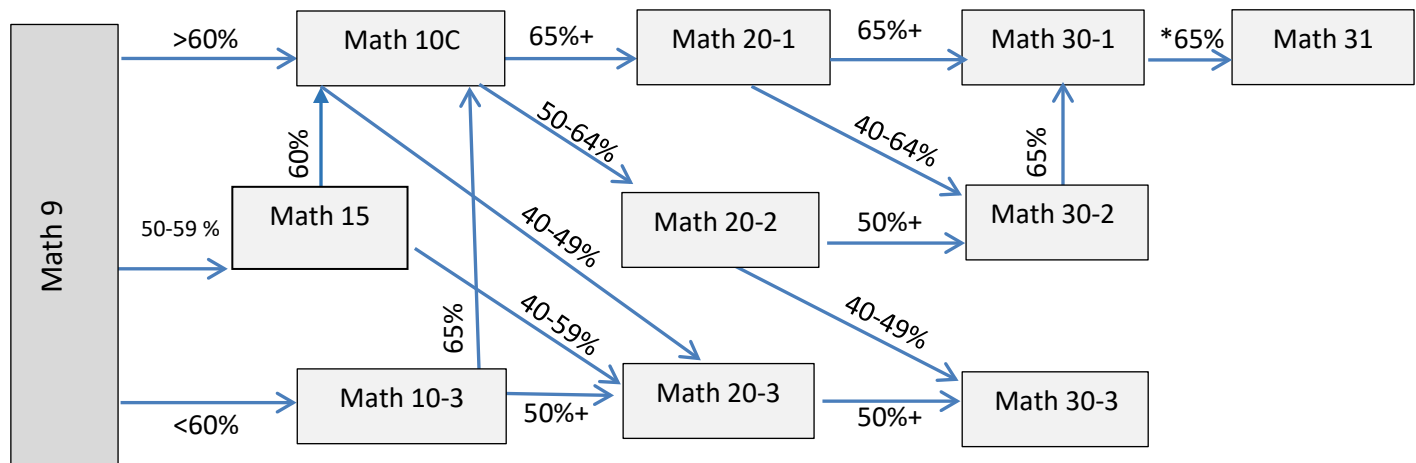 Math 9
>60%
Math 10C
65%+
Math 20-1
65%+
Math 30-1
*65%
Math 31
60%
50-64%
40-64%
65%
50-59 %
Math 15
40-49%
Math 20-2
50%+
Math 30-2
65%
40-59%
40-49%
<60%
Math 10-3
50%+
Math 20-3
50%+
Math 30-3